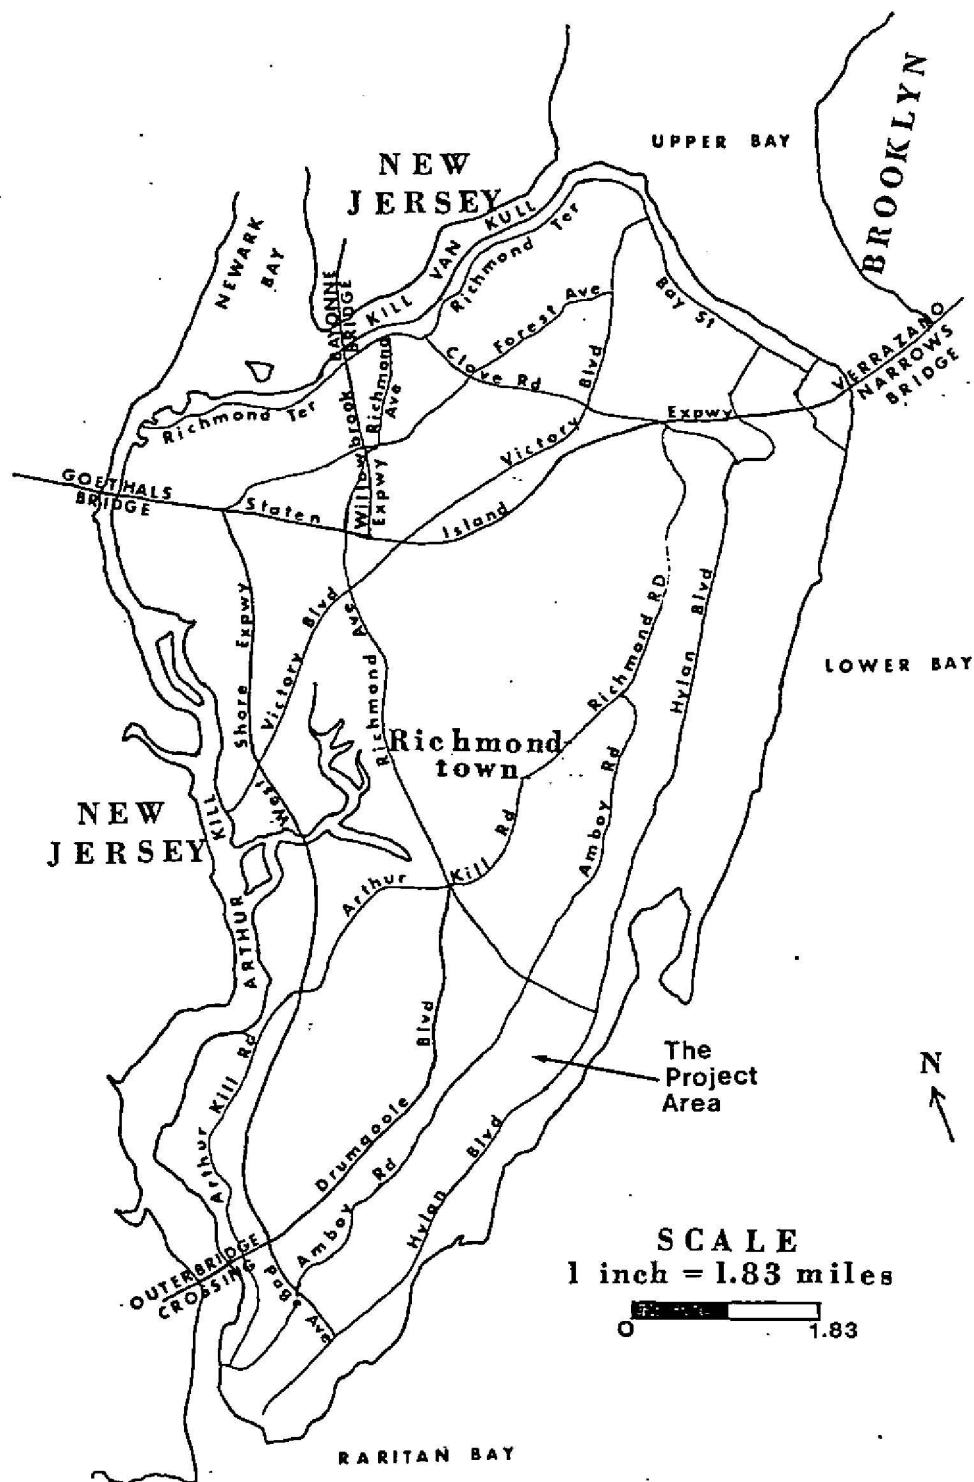 UPPER BAY
BROOKLYN
NEW
JERSEY
NEWARK
BAY
KILL VAN KULL
BAYONNE
BRIDGE
Richmond Ter
Bay St
Forest Ave
Richmond
Ave
Clove Rd
VERRAZANO
NARROWS
BRIDGE
Richmond Ter
Expwy
Victory Blvd
Willowbrook
Expwy
GOETHALS
BRIDGE
Staten Island
Shore Expwy
West
Victory Blvd
Richmond Ave
Richmond RD
Hylan Blvd
LOWER BAY
Richmond-
town
Amboy Rd
NEW
JERSEY
ARTHUR KILL
Arthur Kill Rd
Blvd
Drumgoole
The
Project
Area
N
Arthur Kill Rd
Amboy Rd
Hylan Blvd
OUTERBRIDGE
CROSSING
Page Ave
SCALE
1 inch = 1.83 miles
0 1.83
RARITAN BAY